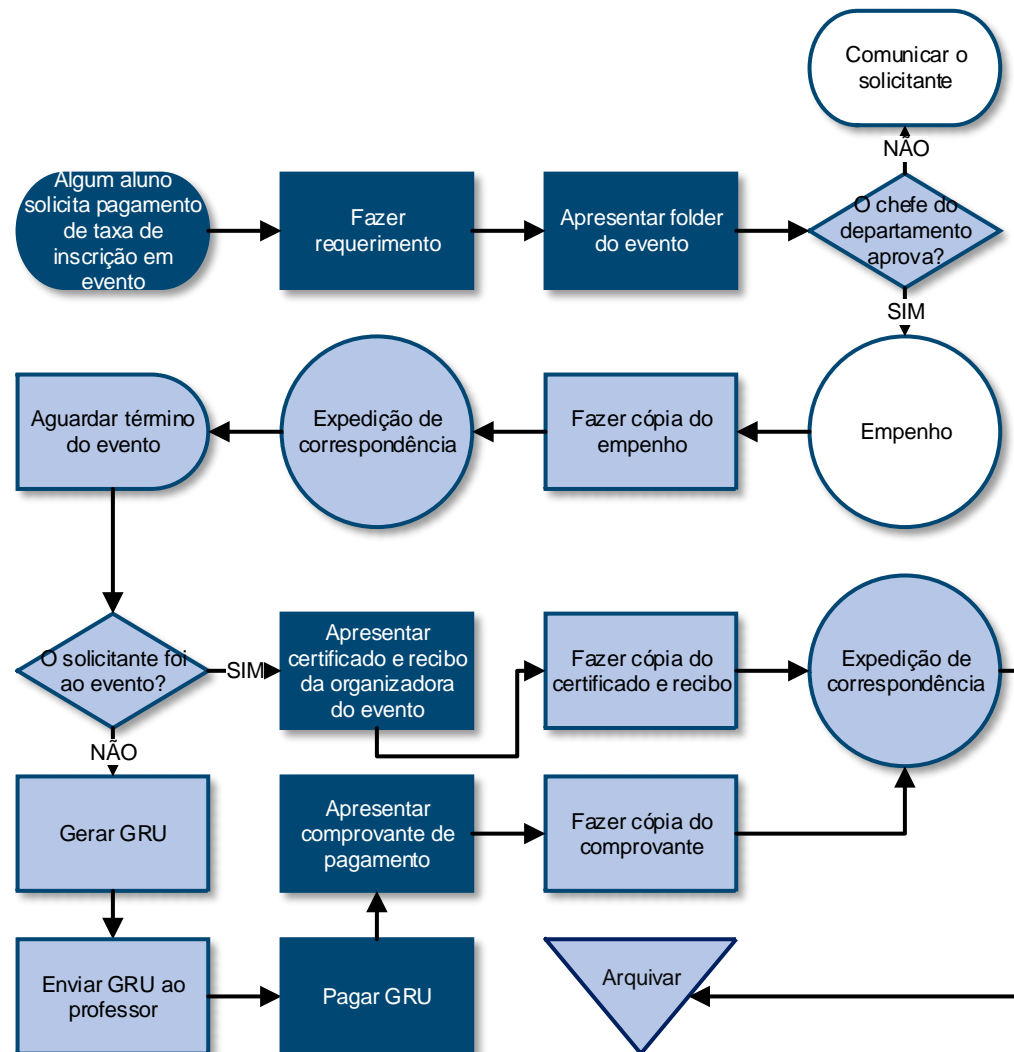 Comunicar o
solicitante
NÃO
Algum aluno
solicita pagamento
de taxa de
inscrição em
evento
Fazer
requerimento
Apresentar folder
do evento
O chefe do
departamento
aprova?
SIM
Aguardar término
do evento
Expedição de
correspondência
Fazer cópia do
empenho
Empenho
O solicitante foi
ao evento?
SIM
Apresentar
certificado e recibo
da organizadora
do evento
Fazer cópia do
certificado e recibo
Expedição de
correspondência
NÃO
Gerar GRU
Apresentar
comprovante de
pagamento
Fazer cópia do
comprovante
Enviar GRU ao
professor
Pagar GRU
Arquivar